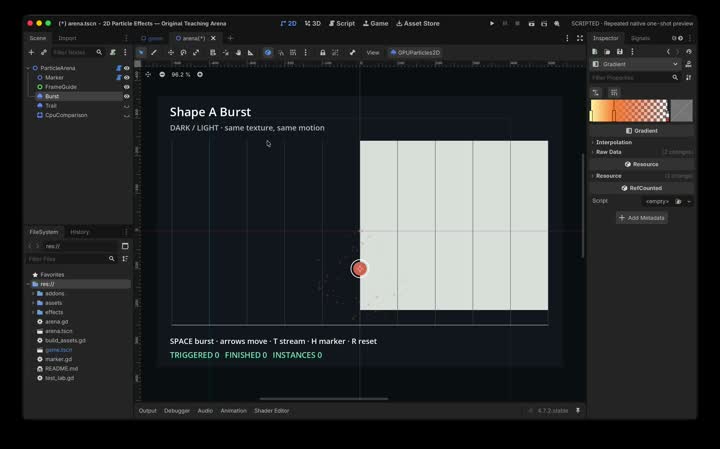 (*) arena.tscn - 2D Particle Effects — Original Teaching Arena
2D 3D Script Game Asset Store
SCRIPTED - Repeated native one-shot preview
Scene Import
Filter Nodes
ParticleArena
Marker
FrameGuide
Burst
Trail
CpuComparison
FileSystem History
res://
Filter Files
Favorites
res://
addons
assets
effects
arena.gd
arena.tscn
build_assets.gd
game.tscn
marker.gd
README.md
test_lab.gd
game arena(*)
View GPUParticles2D
96.2 %
Shape A Burst
DARK / LIGHT · same texture, same motion
SPACE burst · arrows move · T stream · H marker · R reset
TRIGGERED 0 FINISHED 0 INSTANCES 0
Output Debugger Audio Animation Shader Editor
4.7.2.stable
Inspector Signals
Gradient
Filter Properties
Gradient
Interpolation
Raw Data (2 changes)
Resource
Resource (1 change)
RefCounted
Script <empty>
Add Metadata